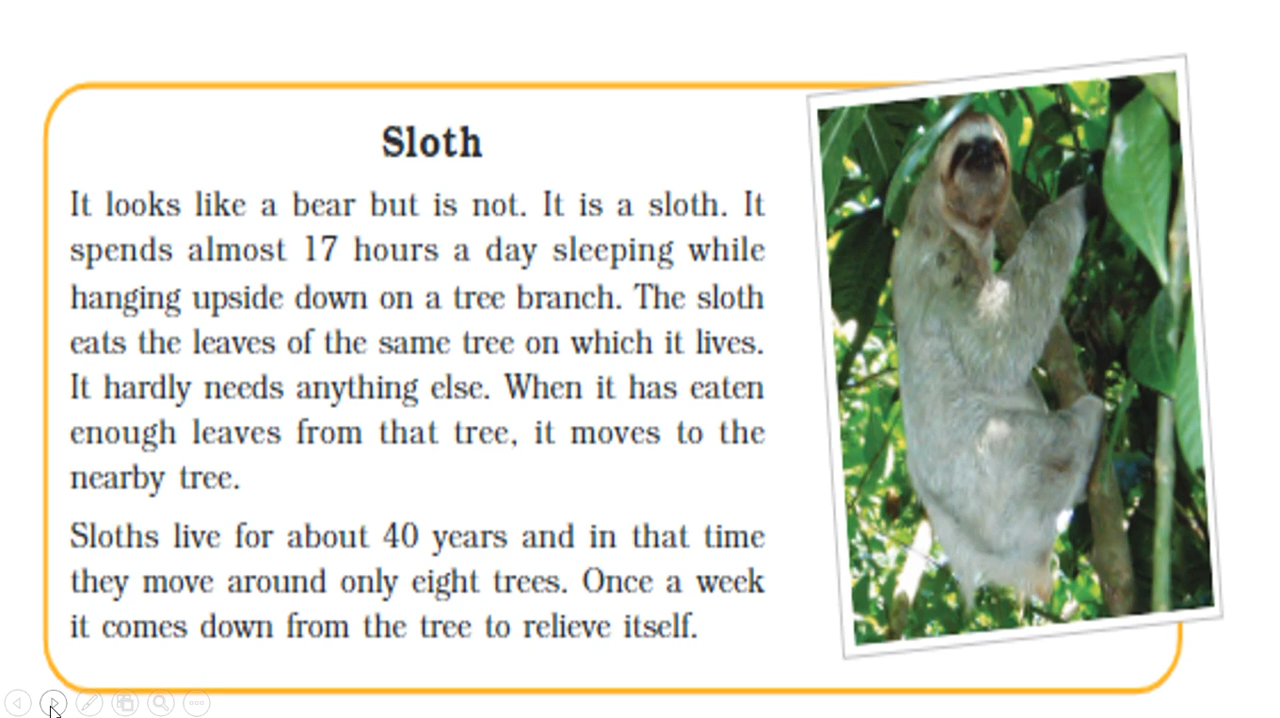 Sloth
It looks like a bear but is not. It is a sloth. It
spends almost 17 hours a day sleeping while
hanging upside down on a tree branch. The sloth
eats the leaves of the same tree on which it lives.
It hardly needs anything else. When it has eaten
enough leaves from that tree, it moves to the
nearby tree.
Sloths live for about 40 years and in that time
they move around only eight trees. Once a week
it comes down from the tree to relieve itself.